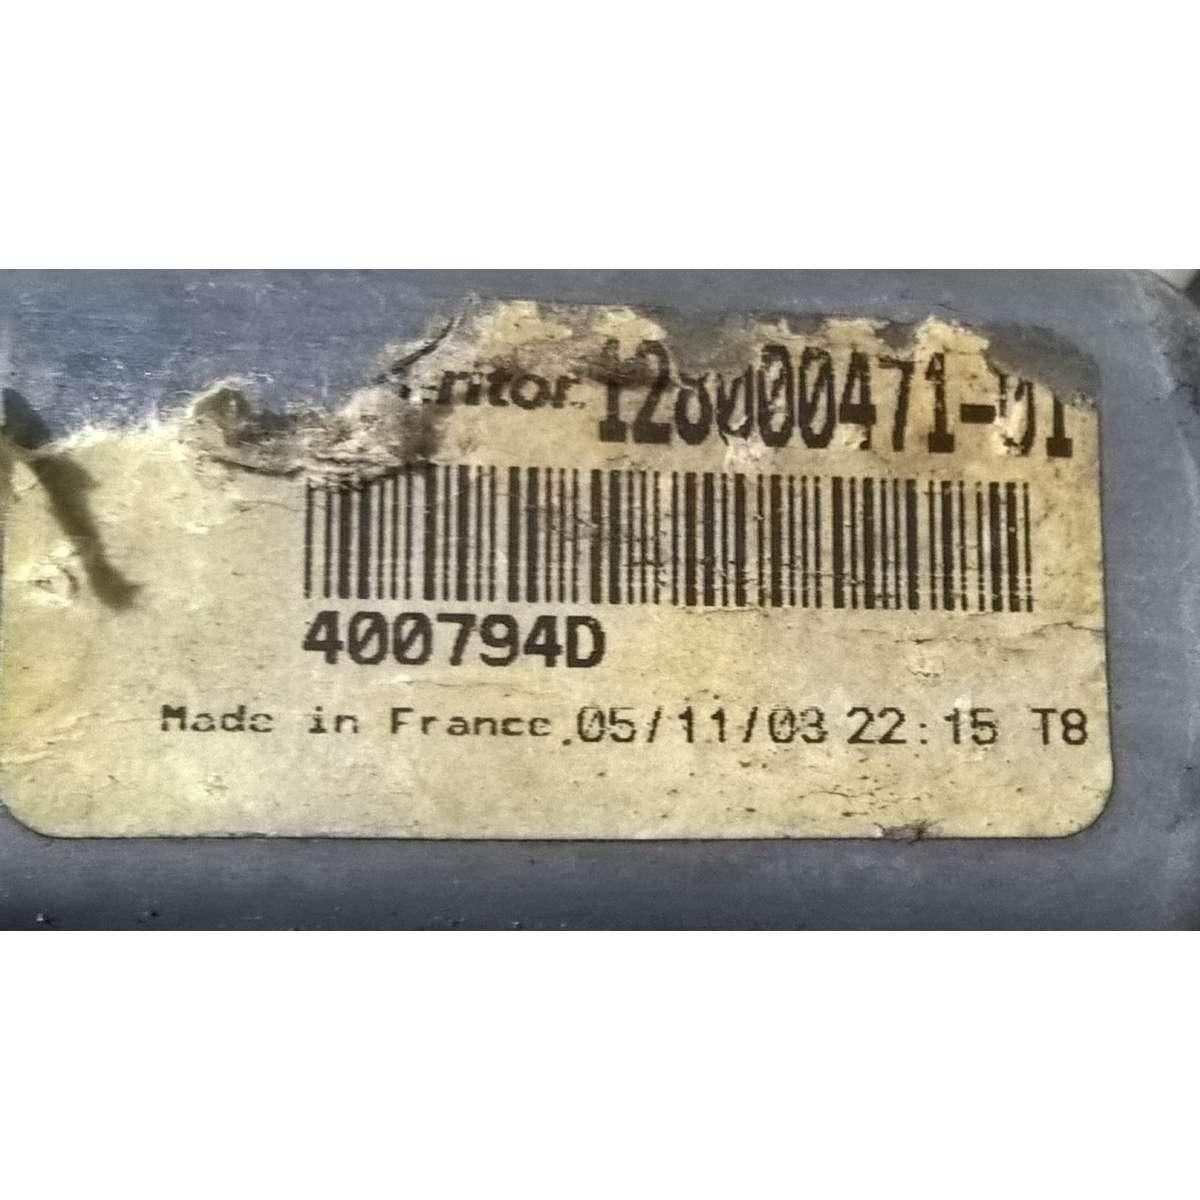 ritor 128000471-01
400794D
Made in France 05/11/03 22:15 T8